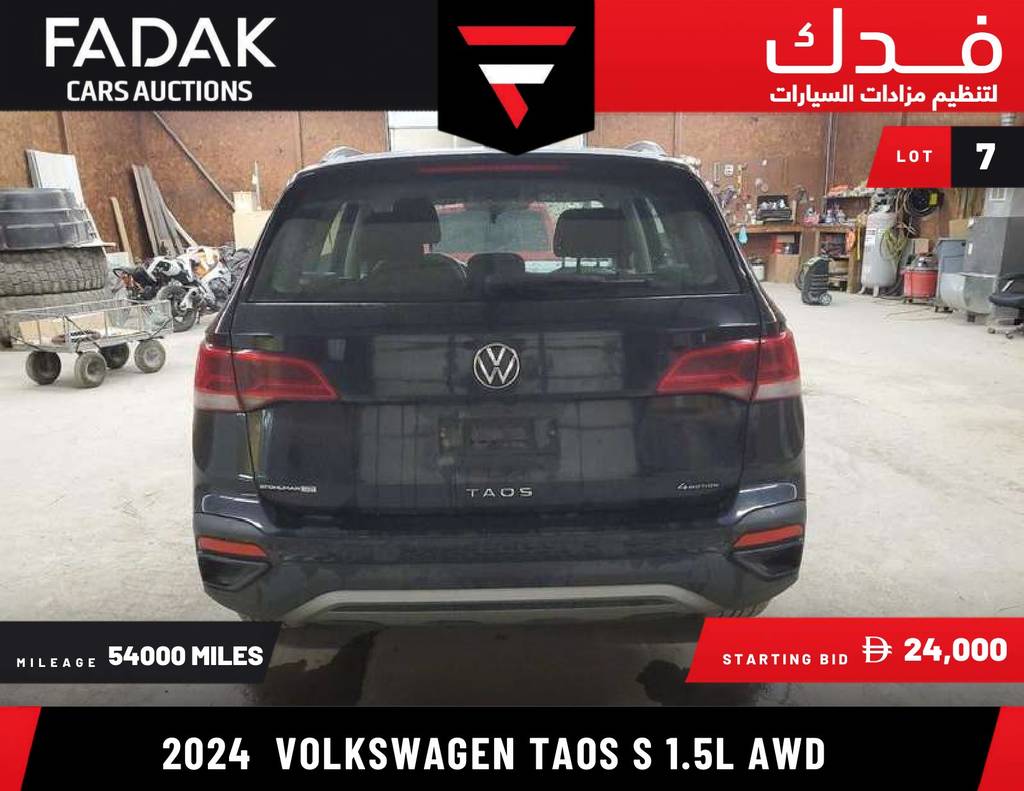 FADAK
CARS AUCTIONS
فدك
لتنظيم مزادات السيارات
LOT 7
TAOS
4MOTION
MILEAGE 54000 MILES
STARTING BID 24,000
2024 VOLKSWAGEN TAOS S 1.5L AWD